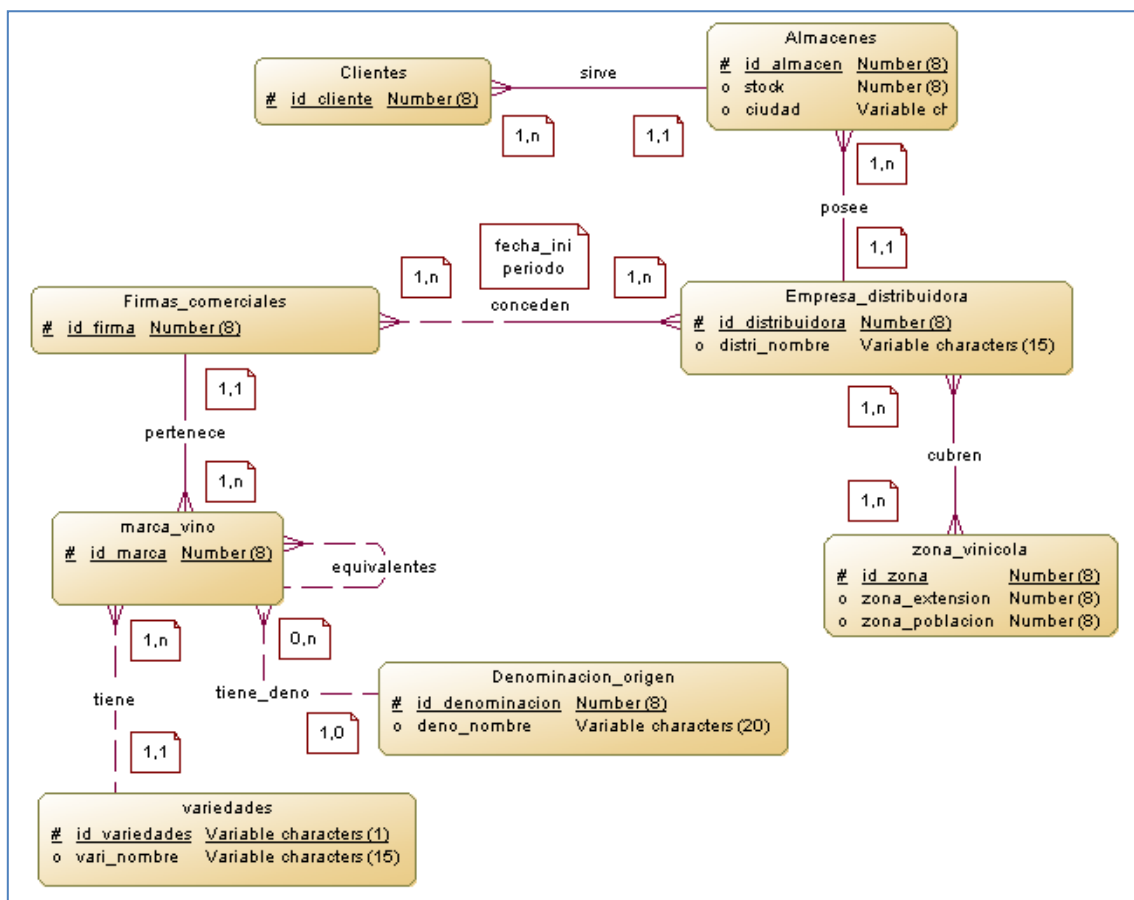 Almacenes
# id_almacen Number (8)
o stock Number (8)
o ciudad Variable ch
Clientes
# id_cliente Number (8)
sirve
1,n
1,1
1,n
posee
1,1
fecha_ini
periodo
1,n
1,n
conceden
Firmas_comerciales
# id_firma Number (8)
Empresa_distribuidora
# id_distribuidora Number (8)
o distri_nombre Variable characters (15)
1,1
pertenece
1,n
1,n
cubren
1,n
marca_vino
# id_marca Number (8)
equivalentes
zona_vinicola
# id_zona Number (8)
o zona_extension Number (8)
o zona_poblacion Number (8)
1,n
tiene
1,1
0,n
tiene_deno
1,0
Denominacion_origen
# id_denominacion Number (8)
o deno_nombre Variable characters (20)
variedades
# id_variedades Variable characters (1)
o vari_nombre Variable characters (15)